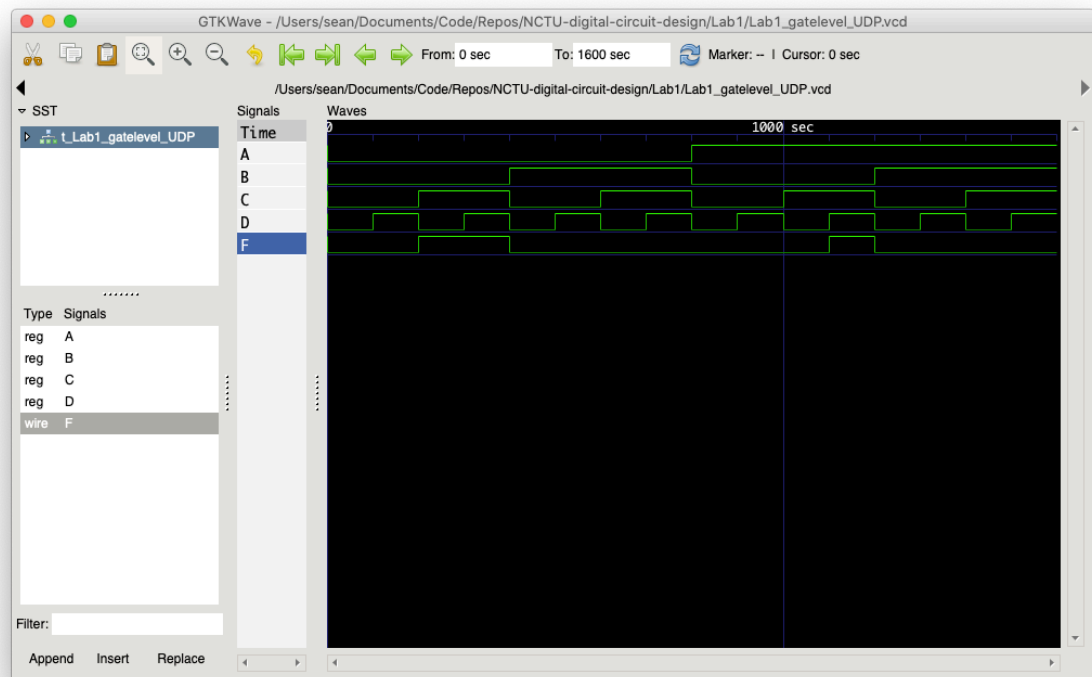 GTKWave - /Users/sean/Documents/Code/Repos/NCTU-digital-circuit-design/Lab1/Lab1_gatelevel_UDP.vcd
From: 0 sec To: 1600 sec Marker: -- | Cursor: 0 sec
/Users/sean/Documents/Code/Repos/NCTU-digital-circuit-design/Lab1/Lab1_gatelevel_UDP.vcd
SST
t_Lab1_gatelevel_UDP
Type Signals
reg A
reg B
reg C
reg D
wire F
Filter:
Append Insert Replace
Signals
Time
A
B
C
D
F
Waves
0 1000 sec